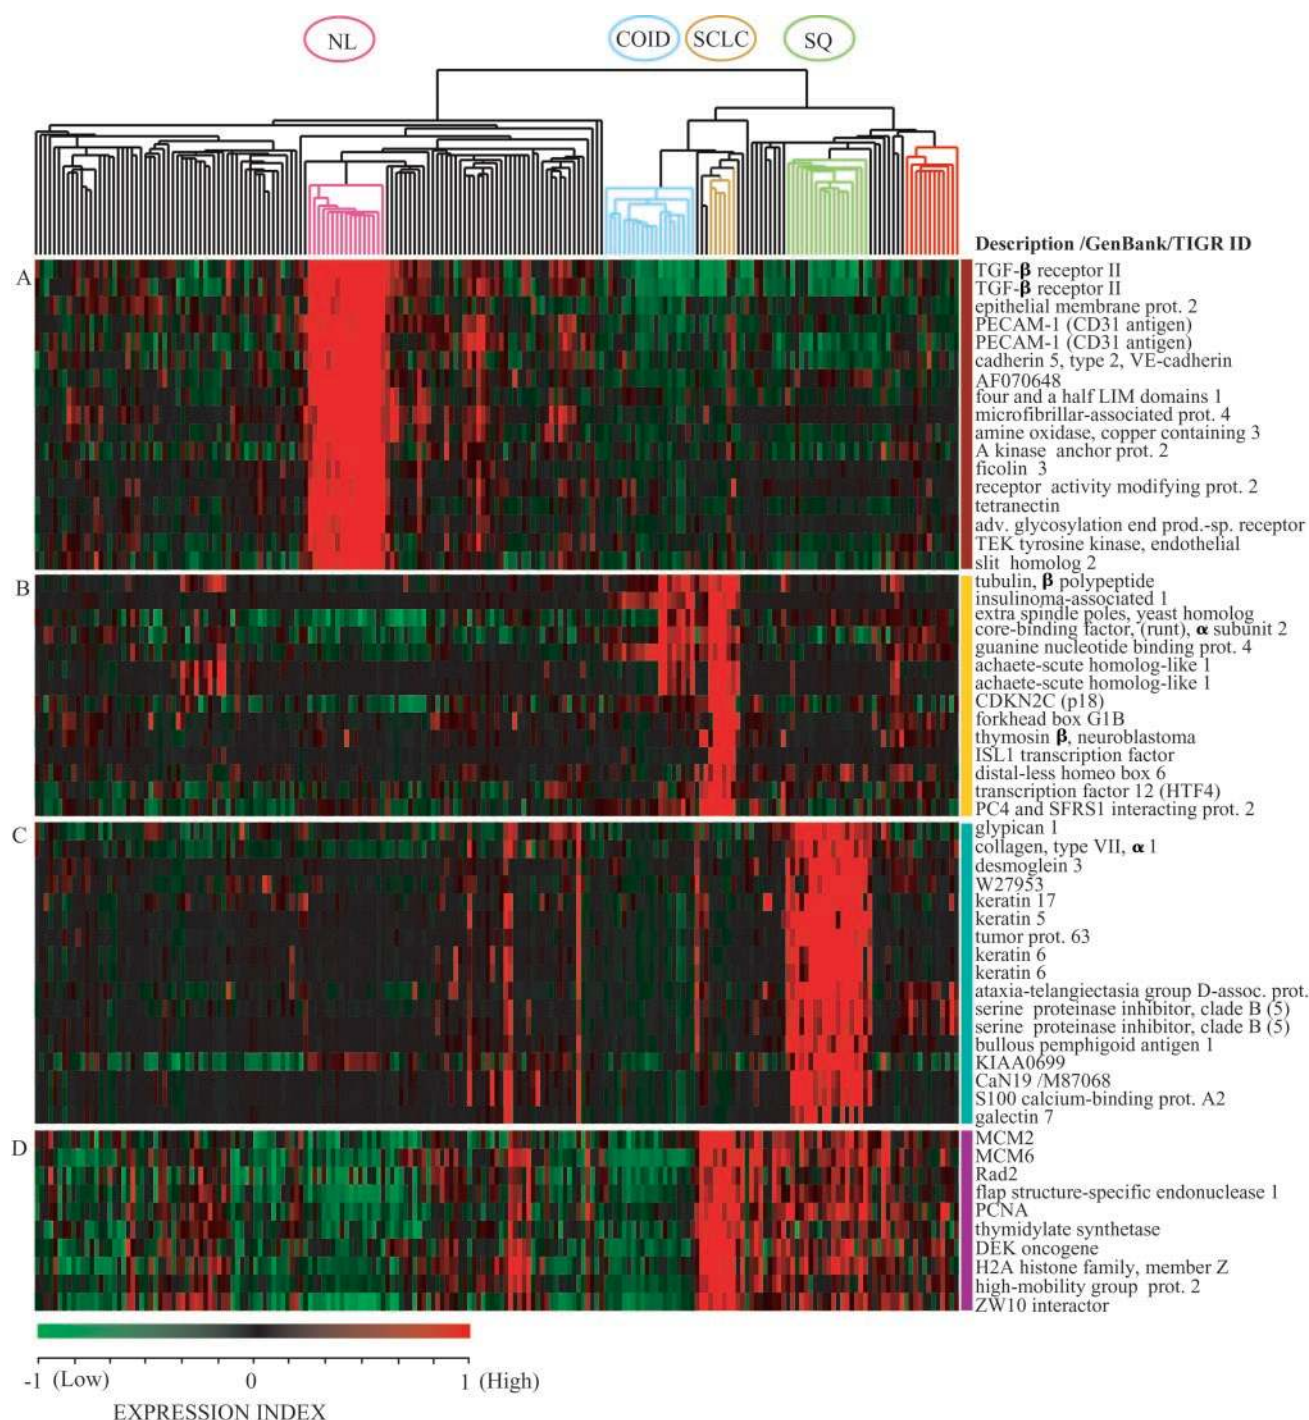 NL COID SCLC SQ
Description /GenBank/TIGR ID
A
TGF-β receptor II
TGF-β receptor II
epithelial membrane prot. 2
PECAM-1 (CD31 antigen)
PECAM-1 (CD31 antigen)
cadherin 5, type 2, VE-cadherin
AF070648
four and a half LIM domains 1
microfibrillar-associated prot. 4
amine oxidase, copper containing 3
A kinase anchor prot. 2
ficolin 3
receptor activity modifying prot. 2
tetranectin
adv. glycosylation end prod.-sp. receptor
TEK tyrosine kinase, endothelial
slit homolog 2
B
tubulin, β polypeptide
insulinoma-associated 1
extra spindle poles, yeast homolog
core-binding factor, (runt), α subunit 2
guanine nucleotide binding prot. 4
achaete-scute homolog-like 1
achaete-scute homolog-like 1
CDKN2C (p18)
forkhead box G1B
thymosin β, neuroblastoma
ISL1 transcription factor
distal-less homeo box 6
transcription factor 12 (HTF4)
PC4 and SFRS1 interacting prot. 2
C
glypican 1
collagen, type VII, α 1
desmoglein 3
W27953
keratin 17
keratin 5
tumor prot. 63
keratin 6
keratin 6
ataxia-telangiectasia group D-assoc. prot.
serine proteinase inhibitor, clade B (5)
serine proteinase inhibitor, clade B (5)
bullous pemphigoid antigen 1
KIAA0699
CaN19 /M87068
S100 calcium-binding prot. A2
galectin 7
D
MCM2
MCM6
Rad2
flap structure-specific endonuclease 1
PCNA
thymidylate synthetase
DEK oncogene
H2A histone family, member Z
high-mobility group prot. 2
ZW10 interactor
-1 (Low) 0 1 (High)
EXPRESSION INDEX